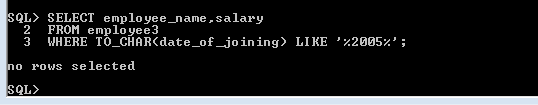 SQL> SELECT employee_name,salary
2 FROM employee3
3 WHERE TO_CHAR(date_of_joining) LIKE '%2005%';
no rows selected
SQL>